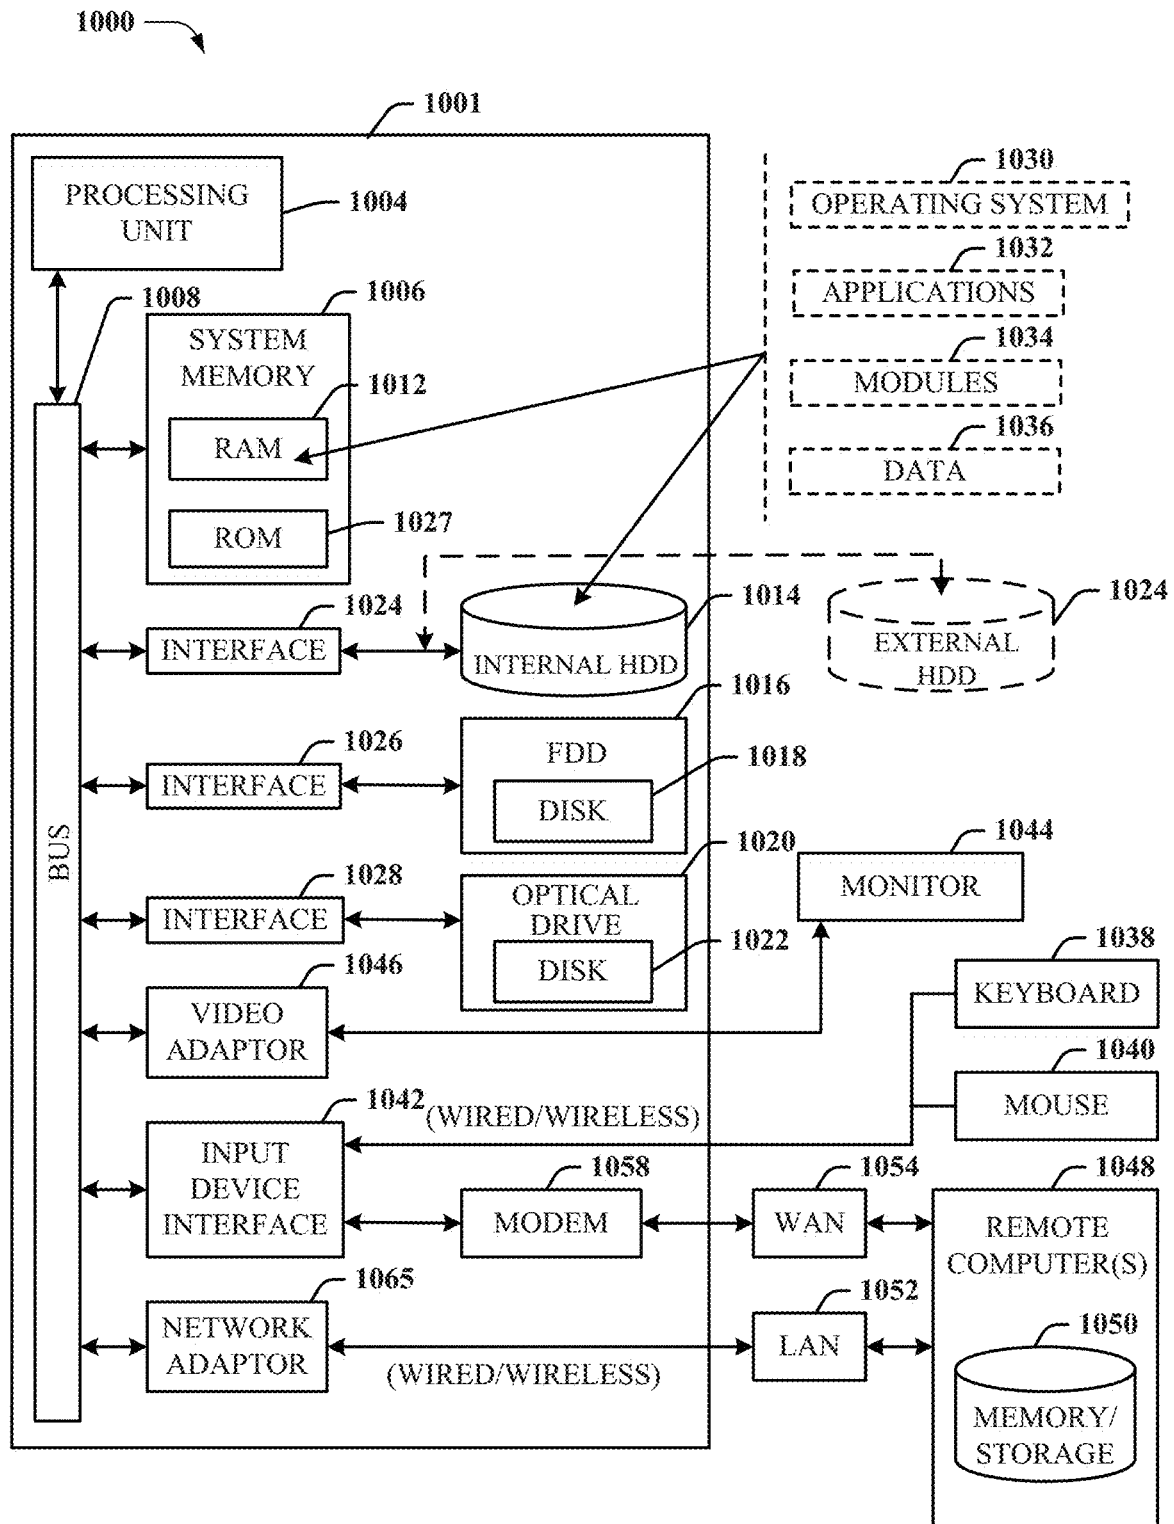 1000
1001
PROCESSING
UNIT
1004
1030
OPERATING SYSTEM
1032
APPLICATIONS
1034
MODULES
1036
DATA
1008
1006
SYSTEM
MEMORY
1012
RAM
1027
ROM
1024
INTERFACE
1014
INTERNAL HDD
1024
EXTERNAL
HDD
1016
FDD
1026
INTERFACE
1018
DISK
BUS
1020
OPTICAL
DRIVE
1028
INTERFACE
1022
DISK
1044
MONITOR
1046
VIDEO
ADAPTOR
1038
KEYBOARD
1040
MOUSE
1042
(WIRED/WIRELESS)
INPUT
DEVICE
INTERFACE
1058
MODEM
1054
WAN
1048
REMOTE
COMPUTER(S)
1065
NETWORK
ADAPTOR
(WIRED/WIRELESS)
1052
LAN
1050
MEMORY/
STORAGE